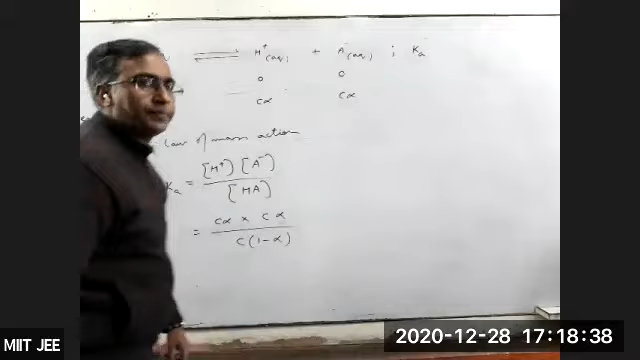 ⇌ H⁺(aq) + A⁻(aq) ; Ka
0 0
cα cα
Law of mass action
Ka = [H⁺] [A⁻] / [HA]
= cα × c α / c(1-α)
MIIT JEE
2020-12-28 17:18:38